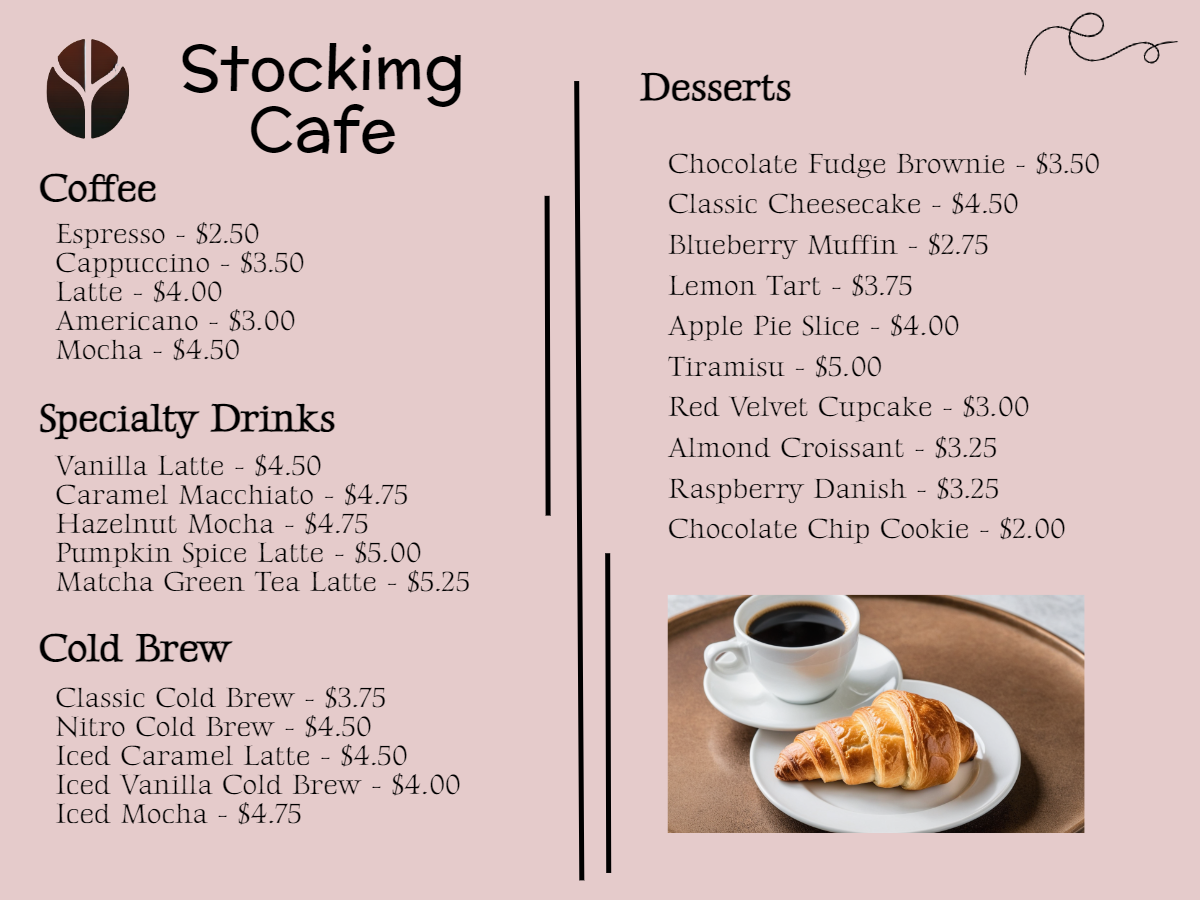 Stockimg
Cafe
Coffee
Espresso - $2.50
Cappuccino - $3.50
Latte - $4.00
Americano - $3.00
Mocha - $4.50
Specialty Drinks
Vanilla Latte - $4.50
Caramel Macchiato - $4.75
Hazelnut Mocha - $4.75
Pumpkin Spice Latte - $5.00
Matcha Green Tea Latte - $5.25
Cold Brew
Classic Cold Brew - $3.75
Nitro Cold Brew - $4.50
Iced Caramel Latte - $4.50
Iced Vanilla Cold Brew - $4.00
Iced Mocha - $4.75
Desserts
Chocolate Fudge Brownie - $3.50
Classic Cheesecake - $4.50
Blueberry Muffin - $2.75
Lemon Tart - $3.75
Apple Pie Slice - $4.00
Tiramisu - $5.00
Red Velvet Cupcake - $3.00
Almond Croissant - $3.25
Raspberry Danish - $3.25
Chocolate Chip Cookie - $2.00